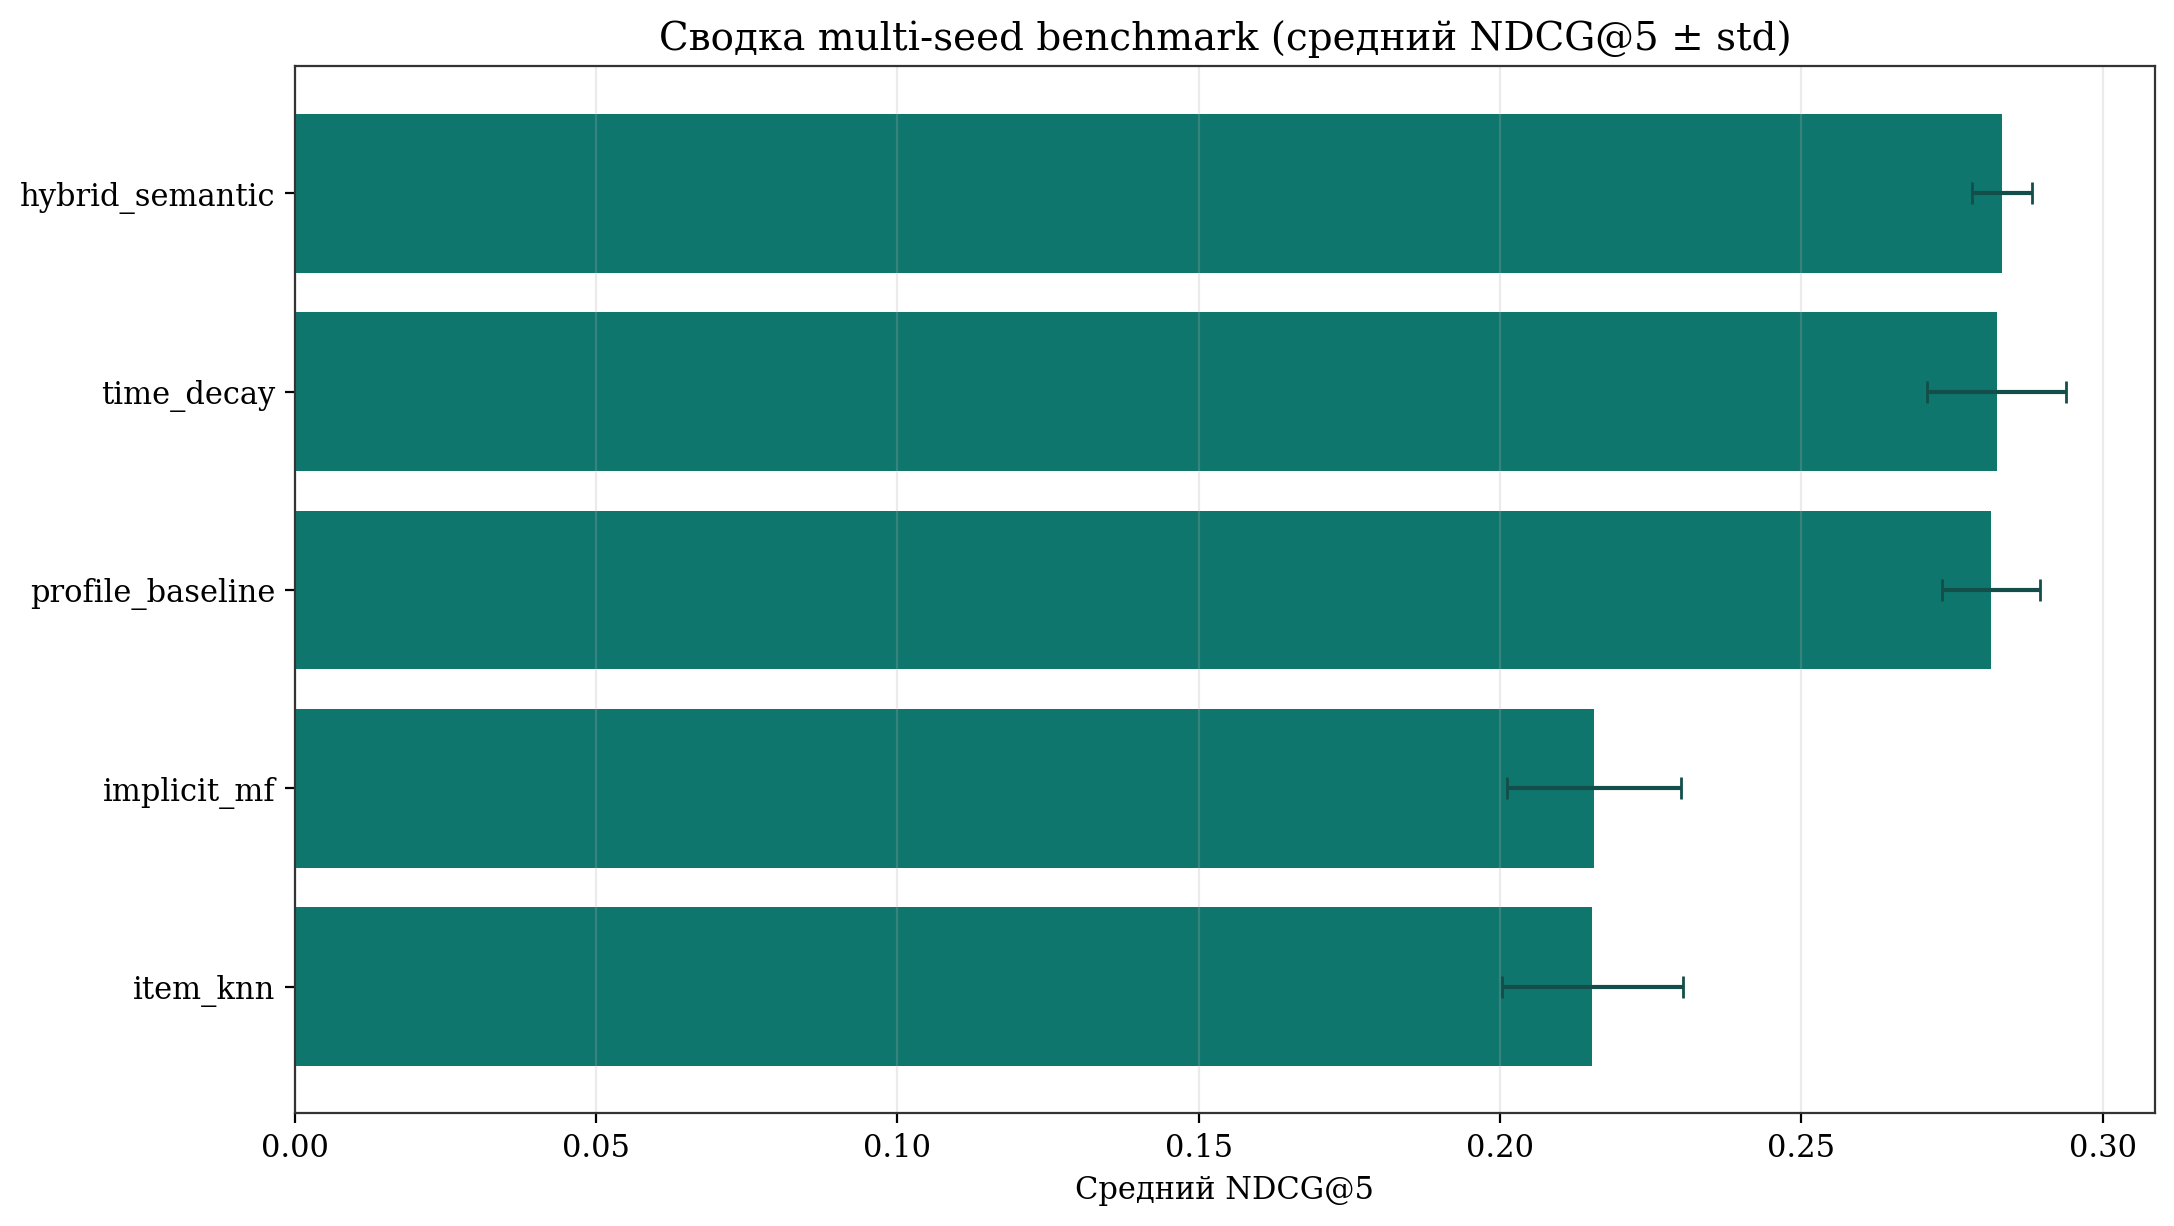 Сводка multi-seed benchmark (средний NDCG@5 ± std)
hybrid_semantic
time_decay
profile_baseline
implicit_mf
item_knn
0.00 0.05 0.10 0.15 0.20 0.25 0.30
Средний NDCG@5